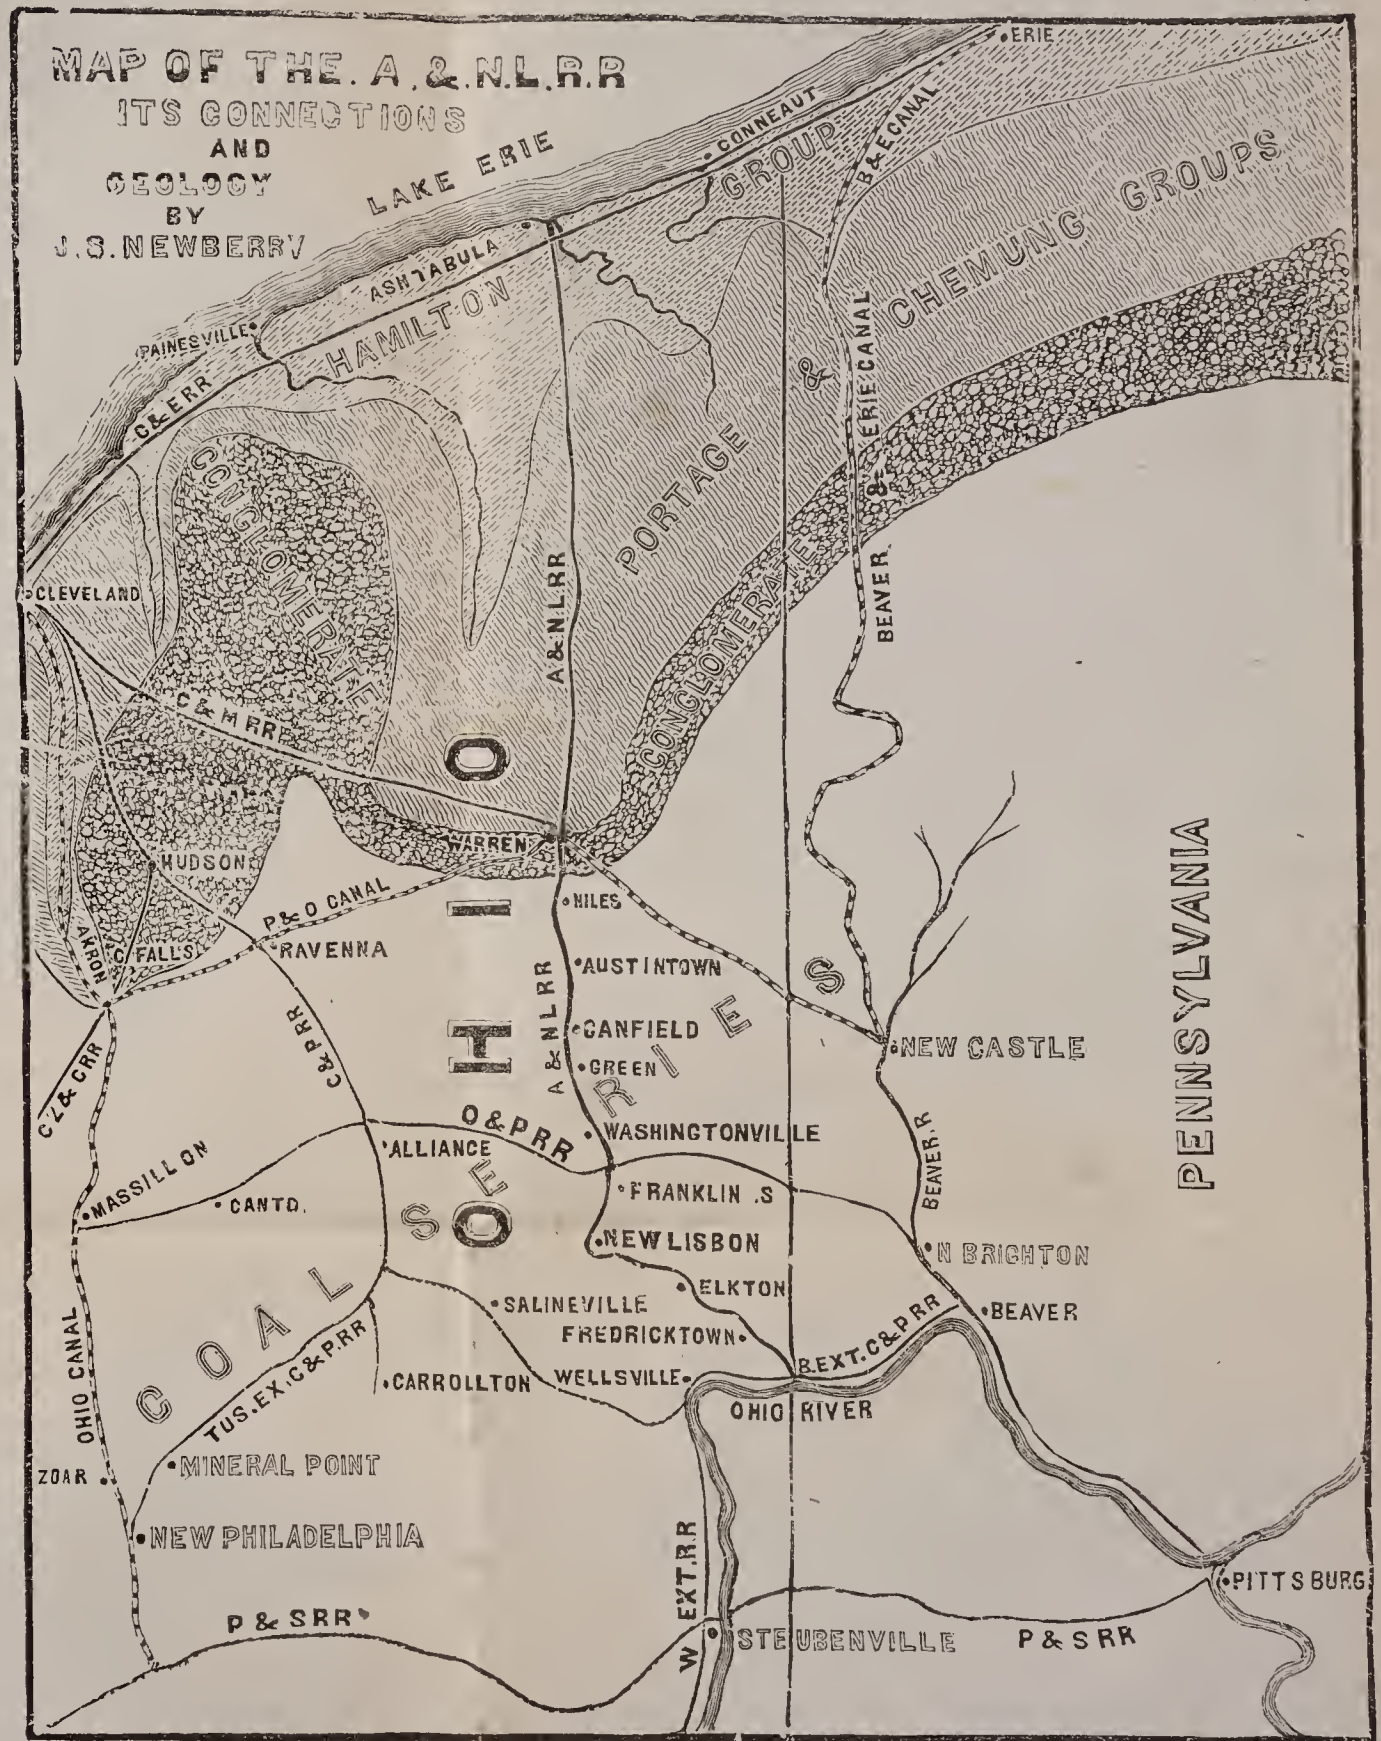 MAP OF THE. A. & N.L.R.R
ITS CONNECTIONS
AND
GEOLOGY
BY
J.S. NEWBERRY
LAKE ERIE
ERIE
CONNEAUT
B & E CANAL
GROUP
HAMILTON
ASHTABULA
PAINESVILLE
C & E RR
PORTAGE & CHEMUNG GROUPS
BEAVER & ERIE CANAL
CONGLOMERATE
CONGLOMERATE
CLEVELAND
A & N.L.RR
C & M RR
OHIO
PENNSYLVANIA
WARREN
HUDSON
P & O CANAL
NILES
RAVENNA
AKRON
C FALLS
AUSTINTOWN
A & N L RR
CANFIELD
GREEN
NEW CASTLE
C & P RR
C Z & C RR
O & P RR
WASHINGTONVILLE
ALLIANCE
MASSILLON
CANTO.
FRANKLIN .S
BEAVER.R
NEW LISBON
N BRIGHTON
ELKTON
BEAVER
COAL SERIES
SALINEVILLE
FREDRICKTOWN
B.EXT. C & P RR
TUS. EX. C & P. RR
CARROLLTON
WELLSVILLE
OHIO RIVER
OHIO CANAL
MINERAL POINT
ZOAR
NEW PHILADELPHIA
W EXT. R.R
PITTSBURG
P & S RR
STEUBENVILLE
P & S RR